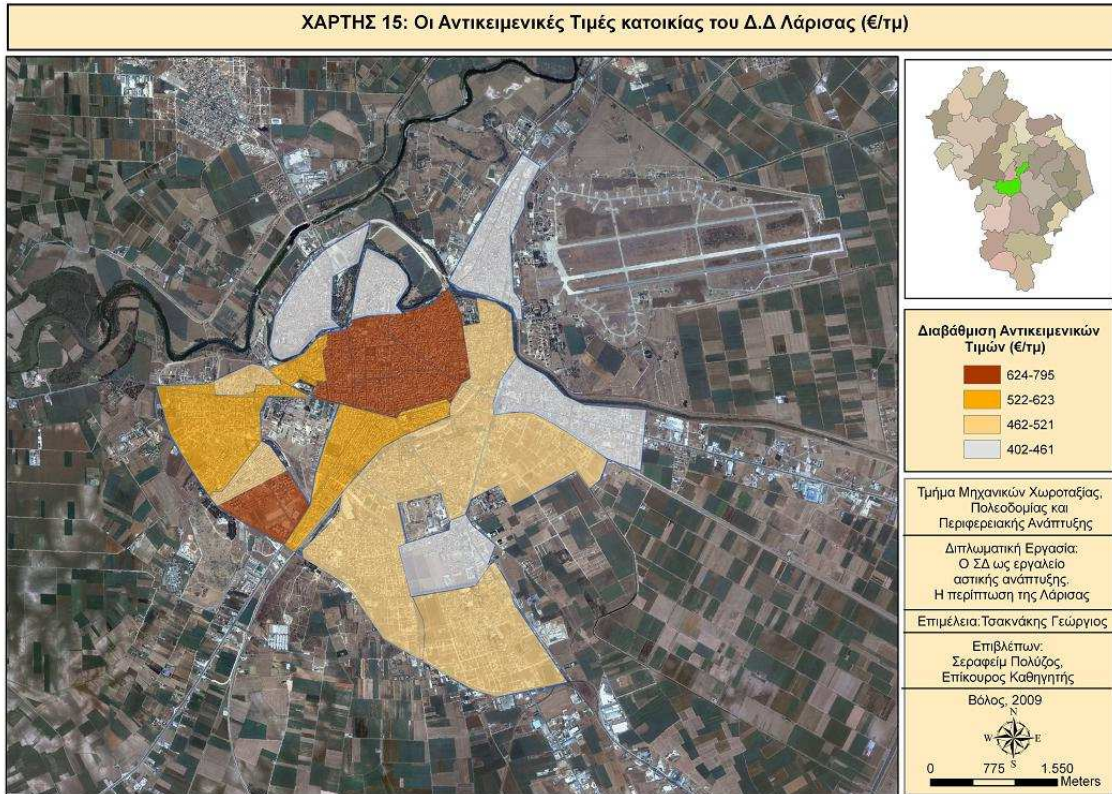 ΧΑΡΤΗΣ 15: Οι Αντικειμενικές Τιμές κατοικίας του Δ.Δ Λάρισας (€/τμ)
Διαβάθμιση Αντικειμενικών
Τιμών (€/τμ)
624-795
522-623
462-521
402-461
Τμήμα Μηχανικών Χωροταξίας,
Πολεοδομίας και
Περιφερειακής Ανάπτυξης
Διπλωματική Εργασία:
Ο ΣΔ ως εργαλείο
αστικής ανάπτυξης.
Η περίπτωση της Λάρισας
Επιμέλεια:Τσακνάκης Γεώργιος
Επιβλέπων:
Σεραφείμ Πολύζος,
Επίκουρος Καθηγητής
Βόλος, 2009
N
W E
S
0 775 1.550
Meters